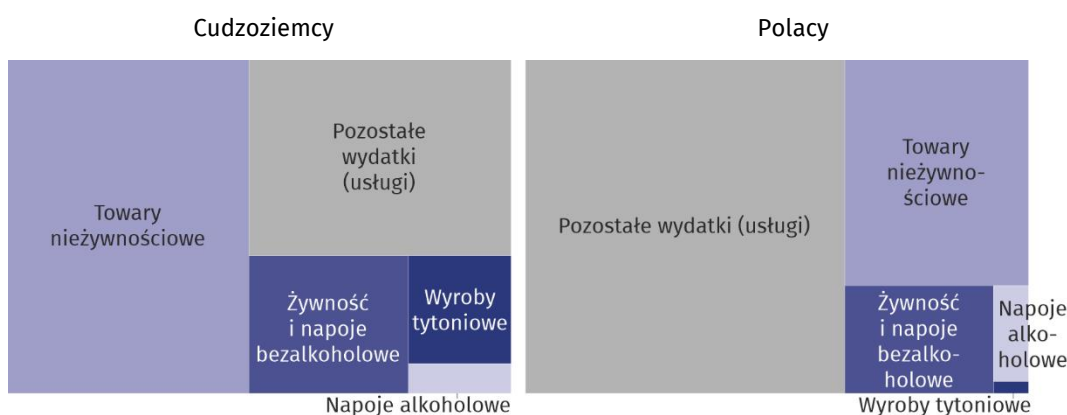 Cudzoziemcy
Towary
nieżywnościowe
Pozostałe
wydatki
(usługi)
Żywność
i napoje
bezalkoholowe
Wyroby
tytoniowe
Napoje alkoholowe
Polacy
Pozostałe wydatki (usługi)
Towary
nieżywno-
ściowe
Żywność
i napoje
bezalko-
holowe
Napoje
alko-
holowe
Wyroby tytoniowe